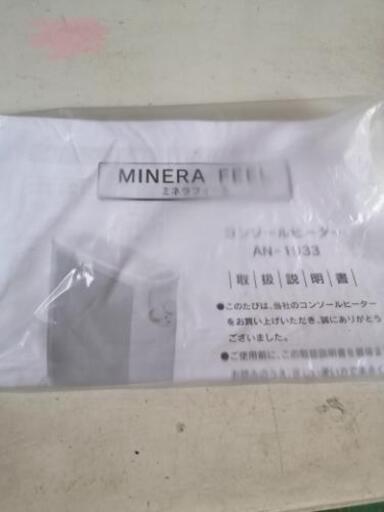 MINERA FEEL
ミネラフィール
コンソールヒーター
AN-1033
取扱説明書
●このたびは、当社のコンソールヒーター
をお買い上げいただき、誠にありがとう
ございました。
●ご使用前に、この取扱説明書を最後ま